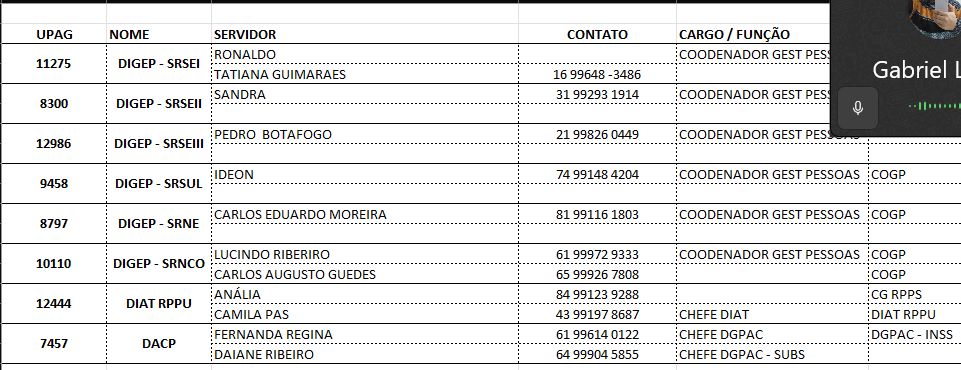 UPAG NOME SERVIDOR CONTATO CARGO / FUNÇÃO
11275 DIGEP - SRSEI RONALDO COODENADOR GEST
TATIANA GUIMARAES 16 99648 -3486
8300 DIGEP - SRSEII SANDRA 31 99293 1914 COODENADOR GEST
12986 DIGEP - SRSEIII PEDRO BOTAFOGO 21 99826 0449 COODENADOR GEST PESSOAS
9458 DIGEP - SRSUL IDEON 74 99148 4204 COODENADOR GEST PESSOAS COGP
8797 DIGEP - SRNE CARLOS EDUARDO MOREIRA 81 99116 1803 COODENADOR GEST PESSOAS COGP
10110 DIGEP - SRNCO LUCINDO RIBERIRO 61 99972 9333 COODENADOR GEST PESSOAS COGP
CARLOS AUGUSTO GUEDES 65 99926 7808 COGP
12444 DIAT RPPU ANÁLIA 84 99123 9288 CG RPPS
CAMILA PAS 43 99197 8687 CHEFE DIAT DIAT RPPU
7457 DACP FERNANDA REGINA 61 99614 0122 CHEFE DGPAC DGPAC - INSS
DAIANE RIBEIRO 64 99904 5855 CHEFE DGPAC - SUBS
Gabriel L